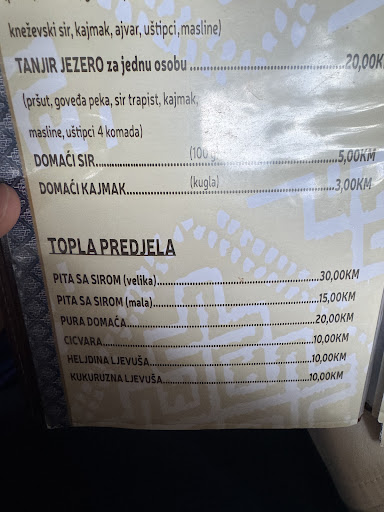 kneževski sir, kajmak, ajvar, uštipci, masline)
TANJIR JEZERO za jednu osobu ........................20,00K
(pršut, goveđa peka, sir trapist, kajmak,
masline, uštipci 4 komada)
DOMAĆI SIR........................(100 g........................5,00KM
DOMAĆI KAJMAK................(kugla)........................3,00KM
TOPLA PREDJELA
PITA SA SIROM (velika)........................................30,00KM
PITA SA SIROM (mala)........................................15,00KM
PURA DOMAĆA................................................20,00KM
CICVARA........................................................10,00KM
HELJDINA LJEVUŠA..........................................10,00KM
KUKURUZNA LJEVUŠA.......................................10,00KM